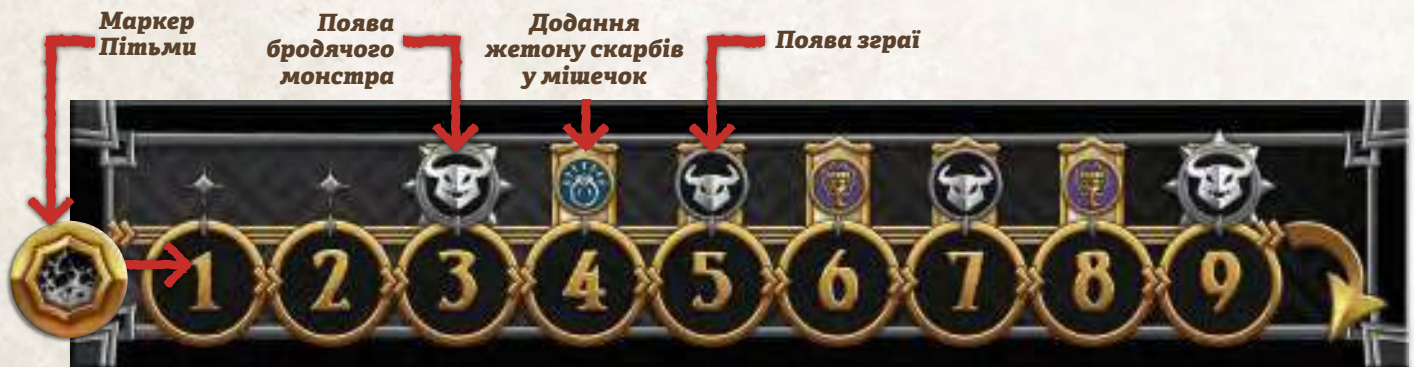 Маркер
Пітьми
Поява
бродячого
монстра
Додання
жетону скарбів
у мішечок
Поява зграї
1 2 3 4 5 6 7 8 9